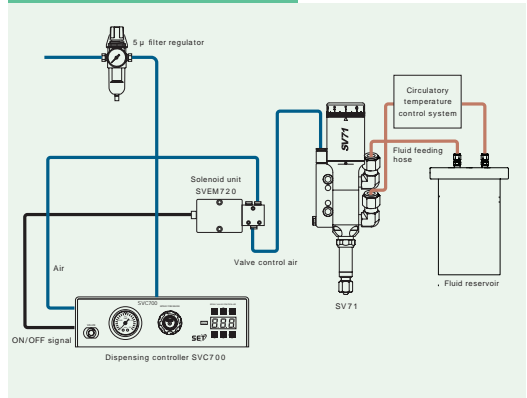 5 µ filter regulator
Circulatory
temperature
control system
SV71
Fluid feeding
hose
Solenoid unit
SVEM720
Air
Valve control air
Fluid reservoir
SV71
SVC700
SET
ON/OFF signal
Dispensing controller SVC700